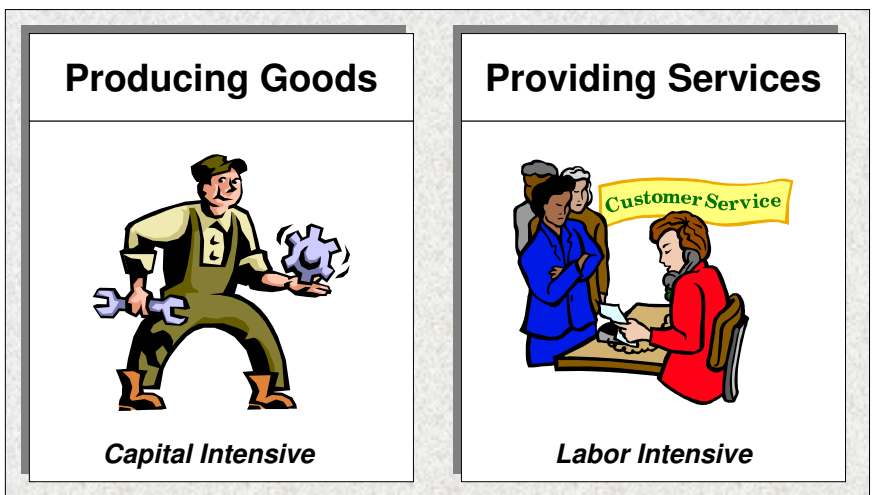 Producing Goods
Capital Intensive
Providing Services
Customer Service
Labor Intensive